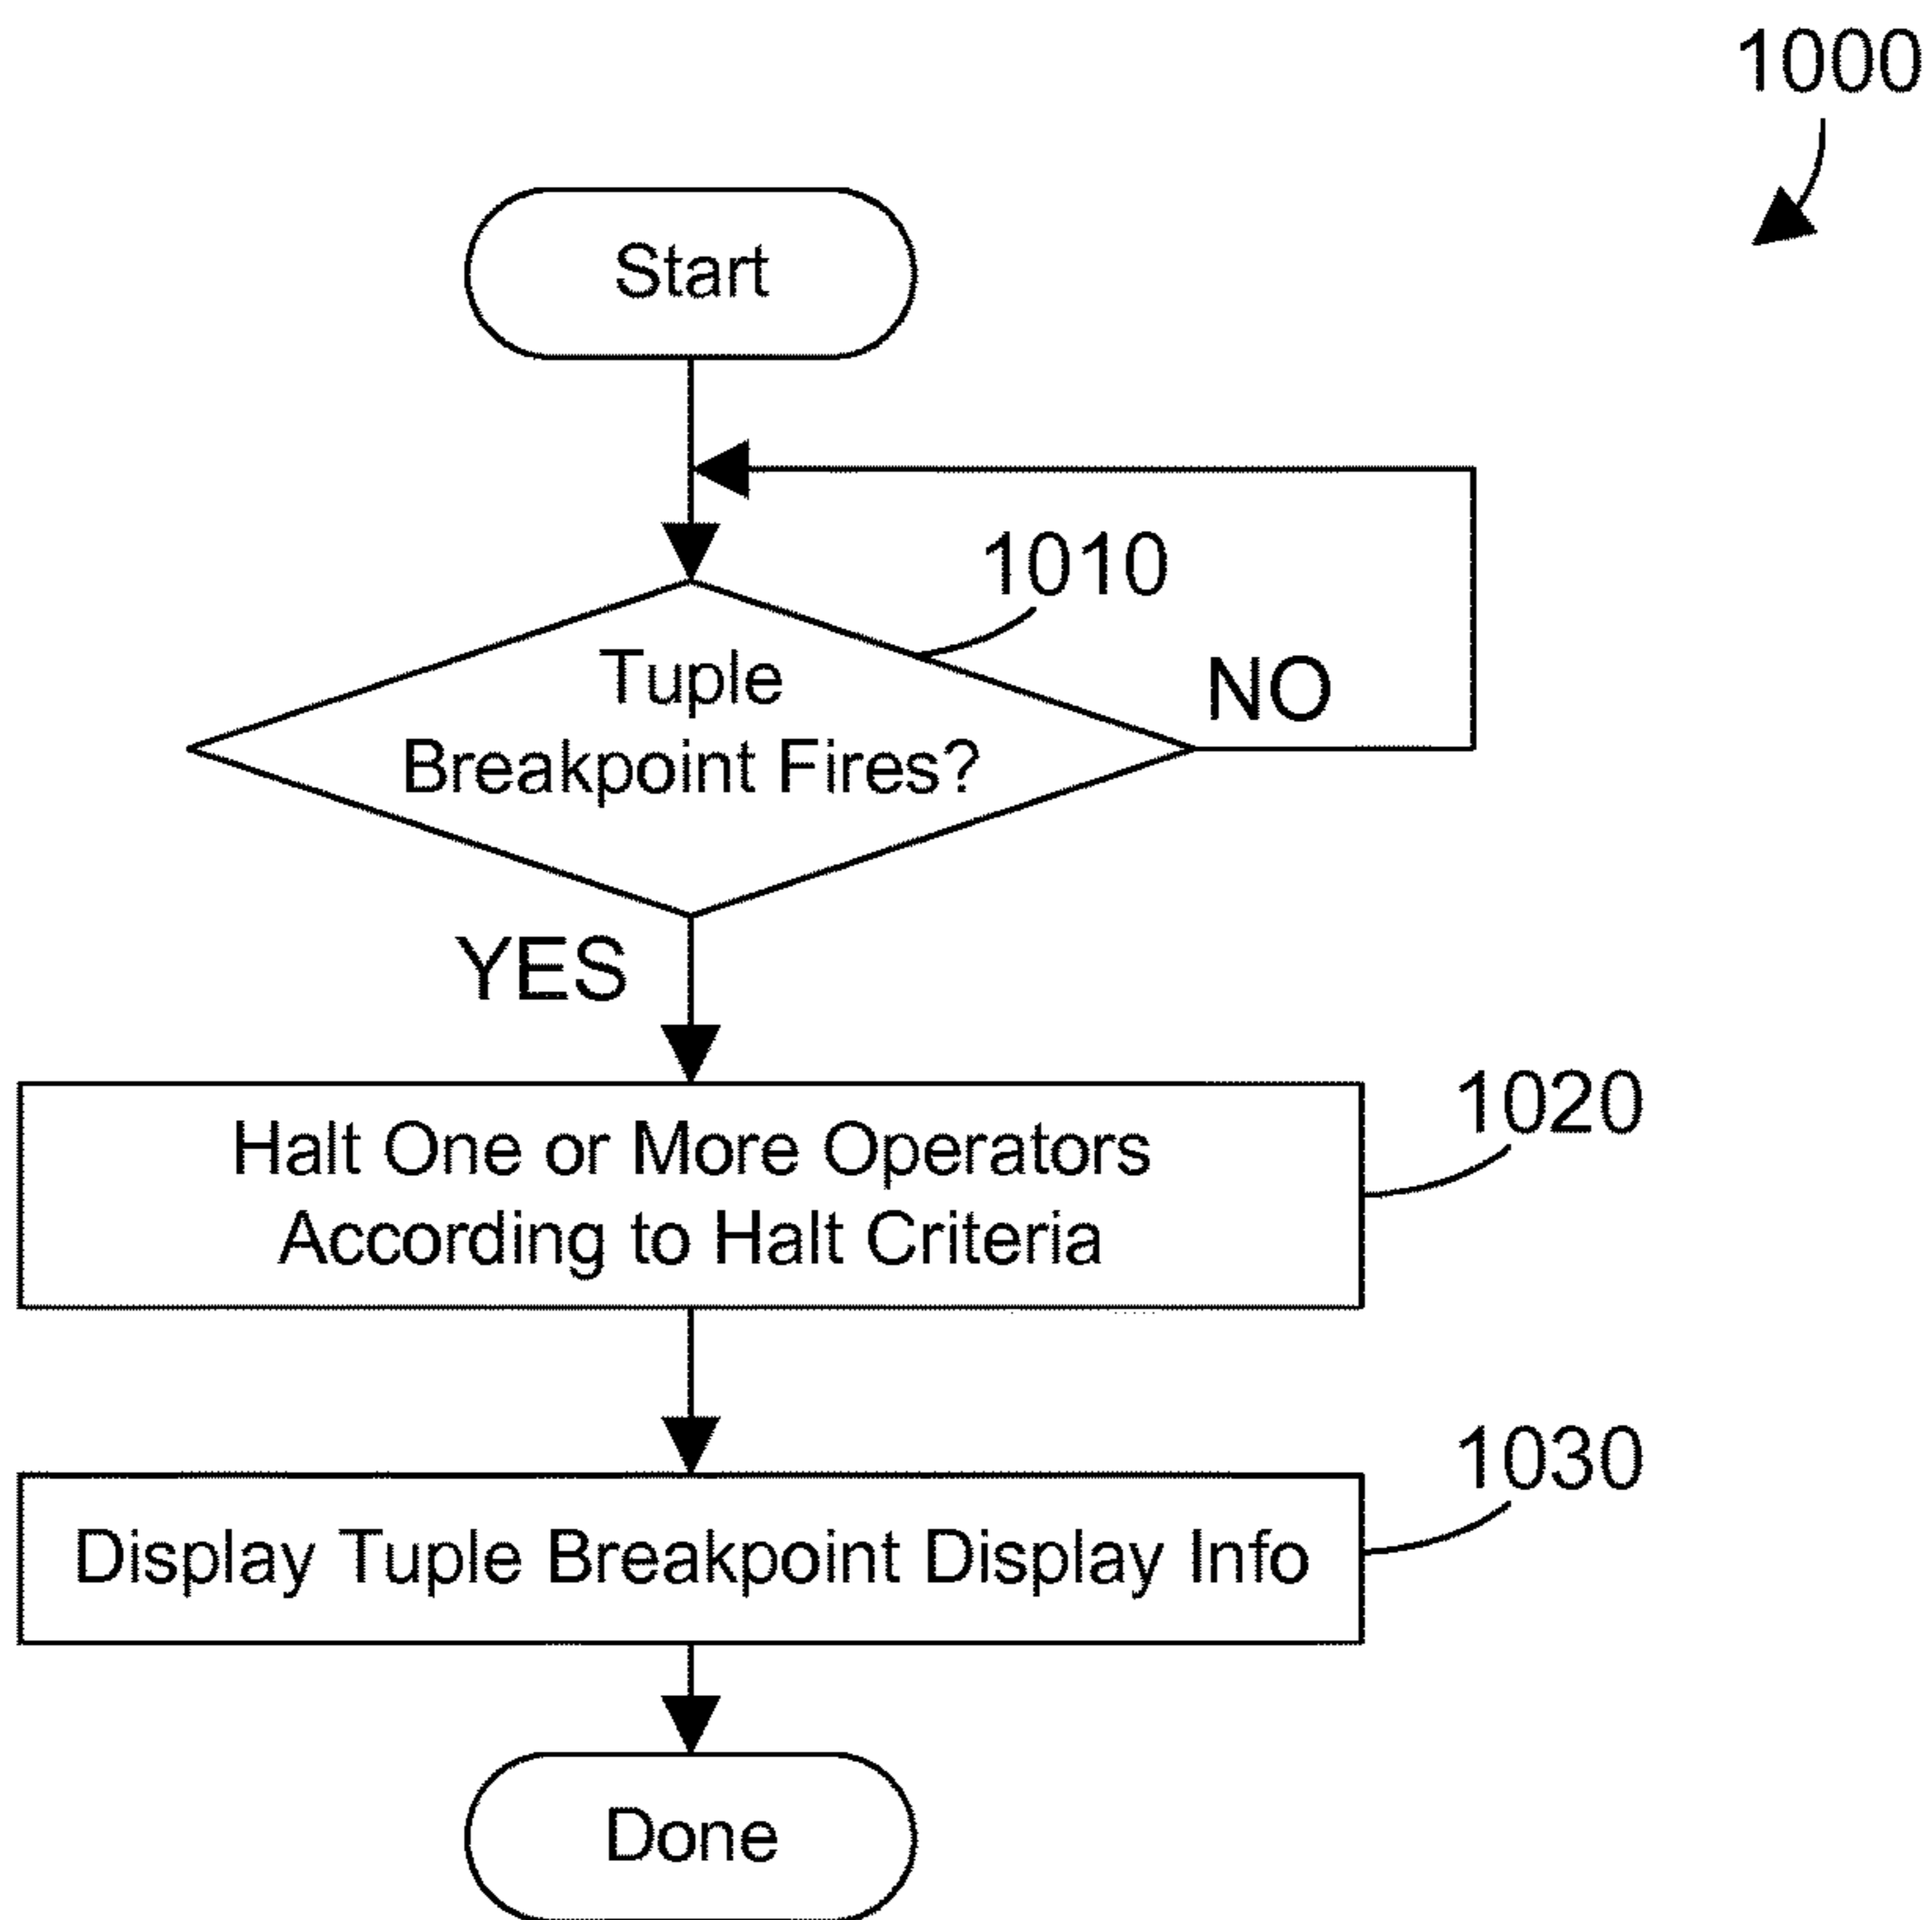 1000
Start
1010
Tuple
Breakpoint Fires?
NO
YES
Halt One or More Operators
According to Halt Criteria
1020
Display Tuple Breakpoint Display Info
1030
Done